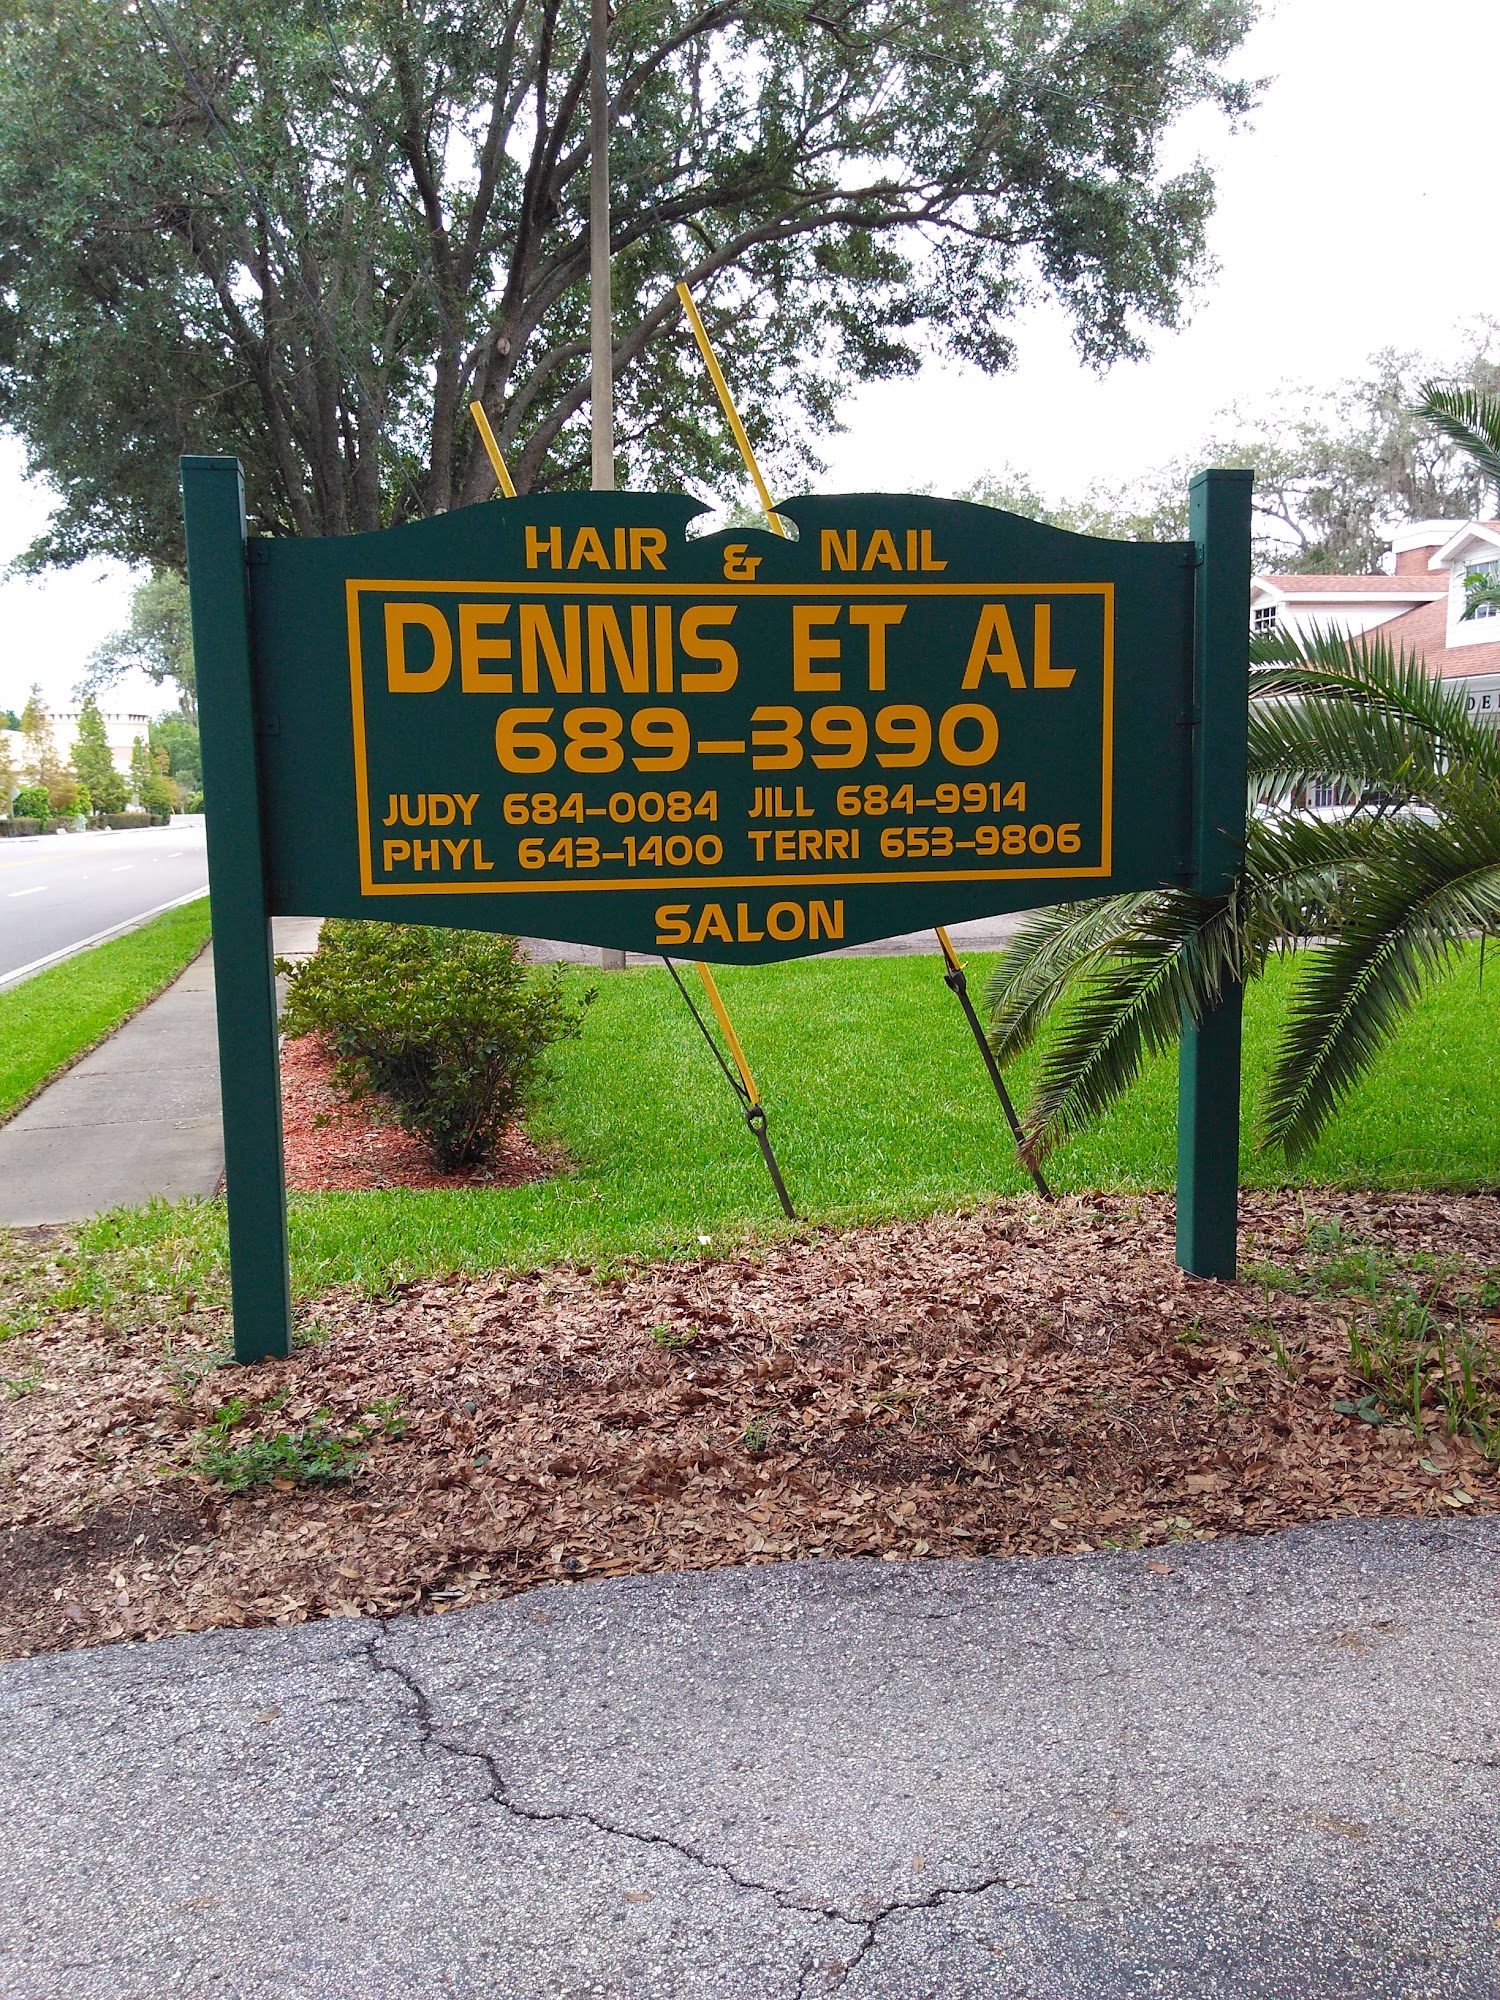 HAIR & NAIL
DENNIS ET AL
689-3990
JUDY 684-0084 JILL 684-9914
PHYL 643-1400 TERRI 653-9806
SALON